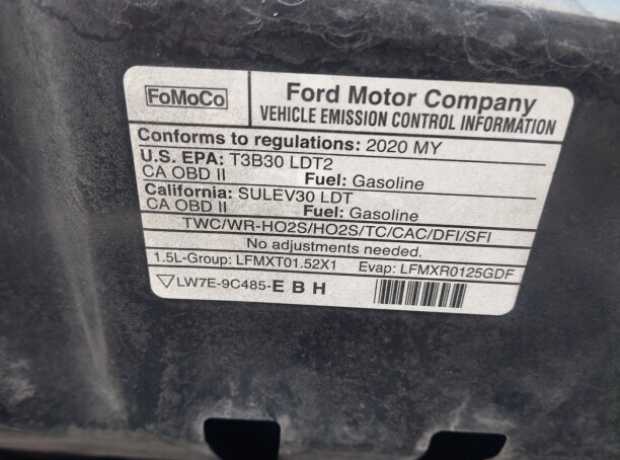 FoMoCo
Ford Motor Company
VEHICLE EMISSION CONTROL INFORMATION
Conforms to regulations: 2020 MY
U.S. EPA: T3B30 LDT2
CA OBD II Fuel: Gasoline
California: SULEV30 LDT
CA OBD II Fuel: Gasoline
TWC/WR-HO2S/HO2S/TC/CAC/DFI/SFI
No adjustments needed.
1.5L-Group: LFMXT01.52X1 Evap: LFMXR0125GDF
LW7E-9C485-E B H